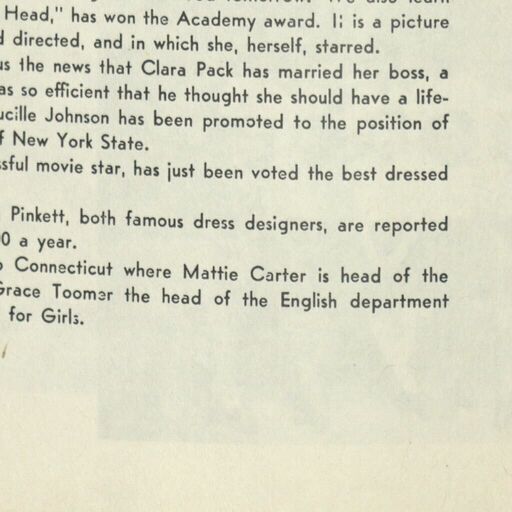 Head," has won the Academy award. It is a picture
directed, and in which she, herself, starred.
us the news that Clara Pack has married her boss, a
as so efficient that he thought she should have a life-
ucille Johnson has been promoted to the position of
f New York State.
ssful movie star, has just been voted the best dressed
Pinkett, both famous dress designers, are reported
0 a year.
Connecticut where Mattie Carter is head of the
Grace Toomer the head of the English department
for Girls.